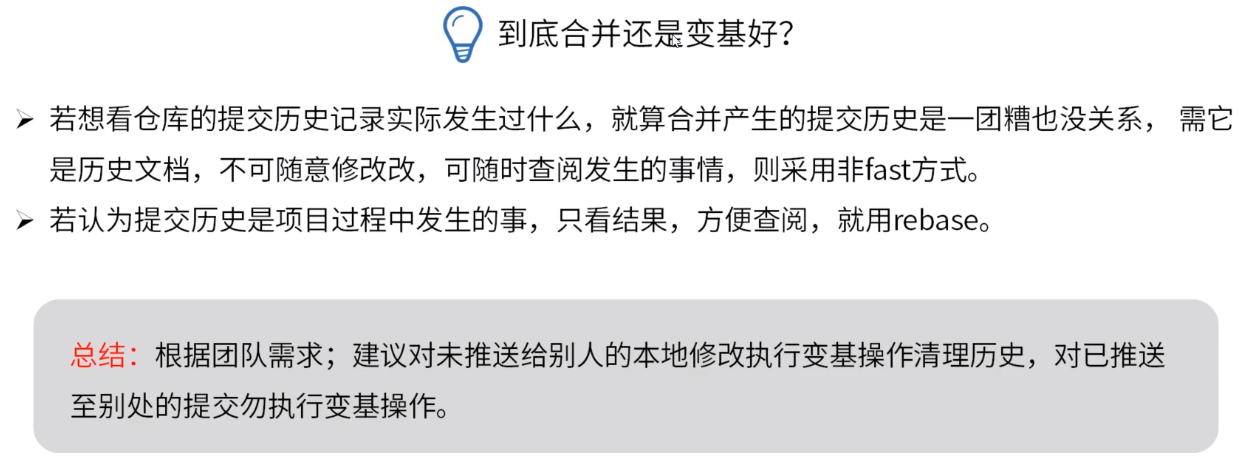 到底合并还是变基好？
若想看仓库的提交历史记录实际发生过什么，就算合并产生的提交历史是一团糟也没关系， 需它
是历史文档，不可随意修改改，可随时查阅发生的事情，则采用非fast方式。
若认为提交历史是项目过程中发生的事，只看结果，方便查阅，就用rebase。
总结：根据团队需求；建议对未推送给别人的本地修改执行变基操作清理历史，对已推送
至别处的提交勿执行变基操作。